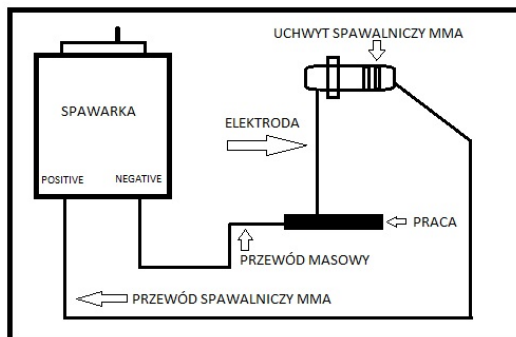 UCHWYT SPAWALNICZY MMA
SPAWARKA
ELEKTRODA
POSITIVE NEGATIVE
PRACA
PRZEWÓD MASOWY
PRZEWÓD SPAWALNICZY MMA